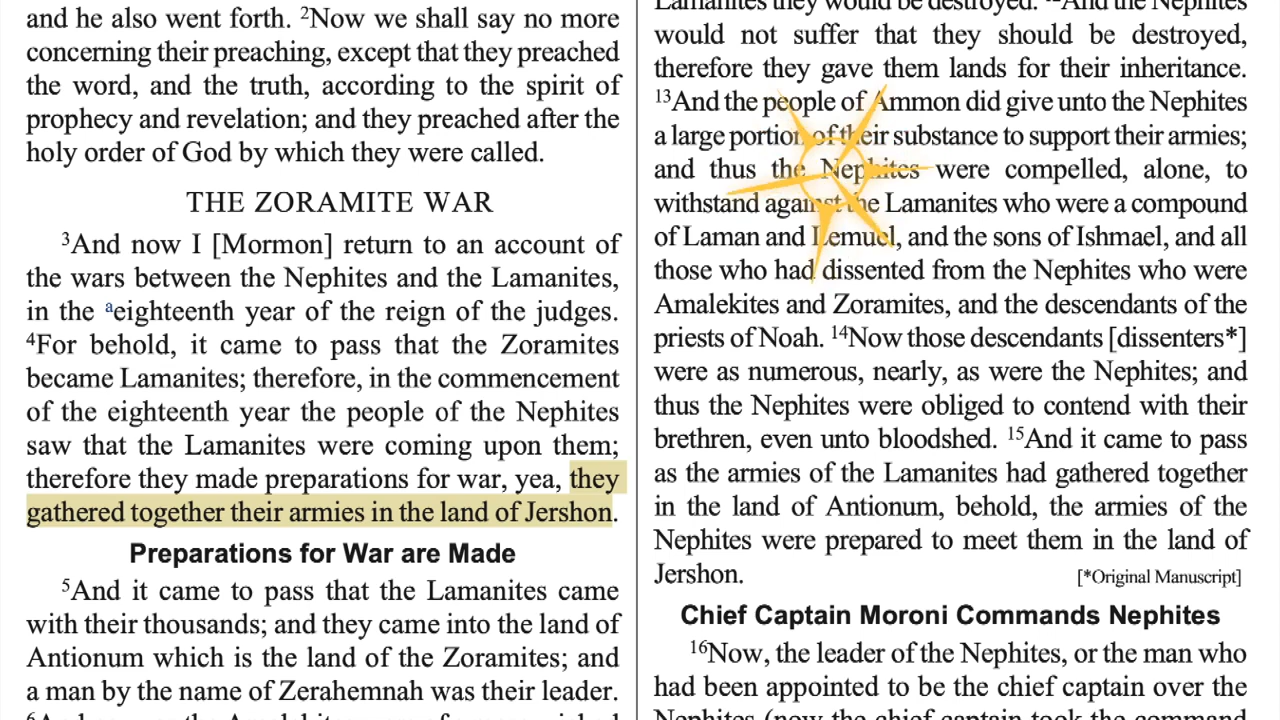 and he also went forth. ²Now we shall say no more
concerning their preaching, except that they preached
the word, and the truth, according to the spirit of
prophecy and revelation; and they preached after the
holy order of God by which they were called.
THE ZORAMITE WAR
³And now I [Mormon] return to an account of
the wars between the Nephites and the Lamanites,
in the ᵃeighteenth year of the reign of the judges.
⁴For behold, it came to pass that the Zoramites
became Lamanites; therefore, in the commencement
of the eighteenth year the people of the Nephites
saw that the Lamanites were coming upon them;
therefore they made preparations for war, yea, they
gathered together their armies in the land of Jershon.
Preparations for War are Made
⁵And it came to pass that the Lamanites came
with their thousands; and they came into the land of
Antionum which is the land of the Zoramites; and
a man by the name of Zerahemnah was their leader.
Lamanites they would be destroyed. ¹²And the Nephites
would not suffer that they should be destroyed,
therefore they gave them lands for their inheritance.
¹³And the people of Ammon did give unto the Nephites
a large portion of their substance to support their armies;
and thus the Nephites were compelled, alone, to
withstand against the Lamanites who were a compound
of Laman and Lemuel, and the sons of Ishmael, and all
those who had dissented from the Nephites who were
Amalekites and Zoramites, and the descendants of the
priests of Noah. ¹⁴Now those descendants [dissenters*]
were as numerous, nearly, as were the Nephites; and
thus the Nephites were obliged to contend with their
brethren, even unto bloodshed. ¹⁵And it came to pass
as the armies of the Lamanites had gathered together
in the land of Antionum, behold, the armies of the
Nephites were prepared to meet them in the land of
Jershon. [*Original Manuscript]
Chief Captain Moroni Commands Nephites
¹⁶Now, the leader of the Nephites, or the man who
had been appointed to be the chief captain over the
Nephites (now the chief captain took the command